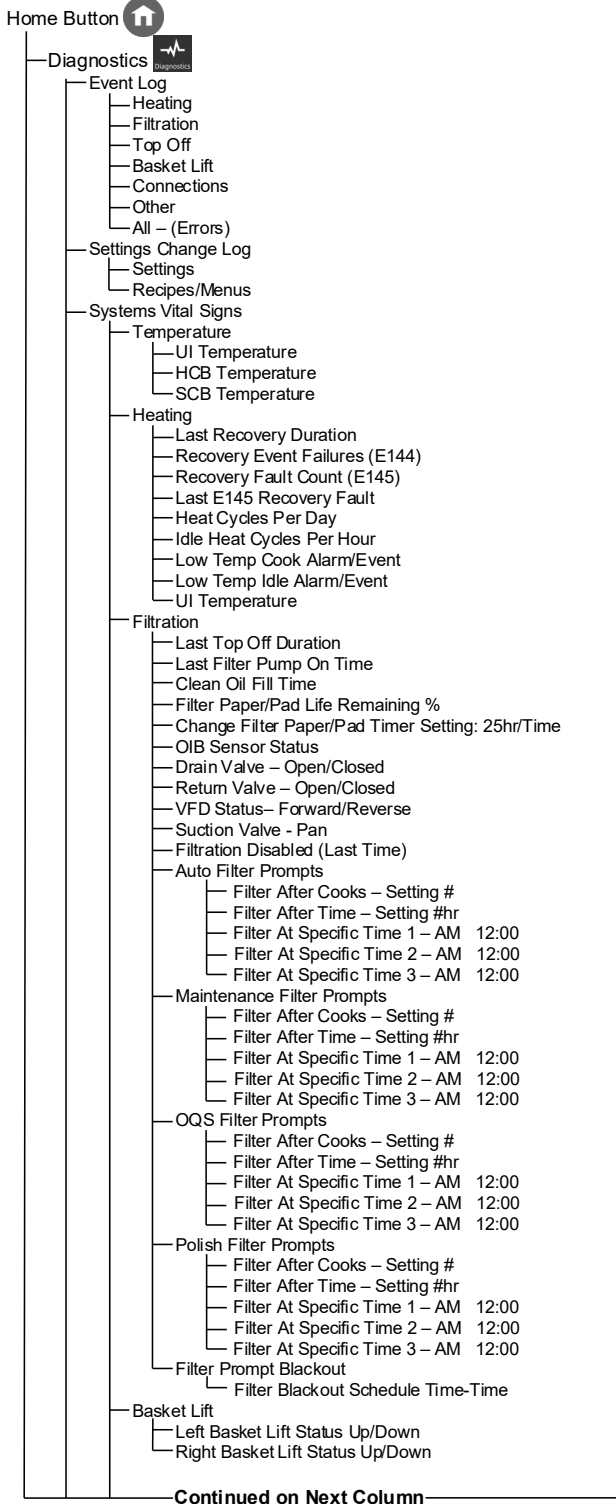 Home Button
Diagnostics
Diagnostics
Event Log
Heating
Filtration
Top Off
Basket Lift
Connections
Other
All – (Errors)
Settings Change Log
Settings
Recipes/Menus
Systems Vital Signs
Temperature
UI Temperature
HCB Temperature
SCB Temperature
Heating
Last Recovery Duration
Recovery Event Failures (E144)
Recovery Fault Count (E145)
Last E145 Recovery Fault
Heat Cycles Per Day
Idle Heat Cycles Per Hour
Low Temp Cook Alarm/Event
Low Temp Idle Alarm/Event
UI Temperature
Filtration
Last Top Off Duration
Last Filter Pump On Time
Clean Oil Fill Time
Filter Paper/Pad Life Remaining %
Change Filter Paper/Pad Timer Setting: 25hr/Time
OIB Sensor Status
Drain Valve – Open/Closed
Return Valve – Open/Closed
VFD Status– Forward/Reverse
Suction Valve - Pan
Filtration Disabled (Last Time)
Auto Filter Prompts
Filter After Cooks – Setting #
Filter After Time – Setting #hr
Filter At Specific Time 1 – AM 12:00
Filter At Specific Time 2 – AM 12:00
Filter At Specific Time 3 – AM 12:00
Maintenance Filter Prompts
Filter After Cooks – Setting #
Filter After Time – Setting #hr
Filter At Specific Time 1 – AM 12:00
Filter At Specific Time 2 – AM 12:00
Filter At Specific Time 3 – AM 12:00
OQS Filter Prompts
Filter After Cooks – Setting #
Filter After Time – Setting #hr
Filter At Specific Time 1 – AM 12:00
Filter At Specific Time 2 – AM 12:00
Filter At Specific Time 3 – AM 12:00
Polish Filter Prompts
Filter After Cooks – Setting #
Filter After Time – Setting #hr
Filter At Specific Time 1 – AM 12:00
Filter At Specific Time 2 – AM 12:00
Filter At Specific Time 3 – AM 12:00
Filter Prompt Blackout
Filter Blackout Schedule Time-Time
Basket Lift
Left Basket Lift Status Up/Down
Right Basket Lift Status Up/Down
Continued on Next Column